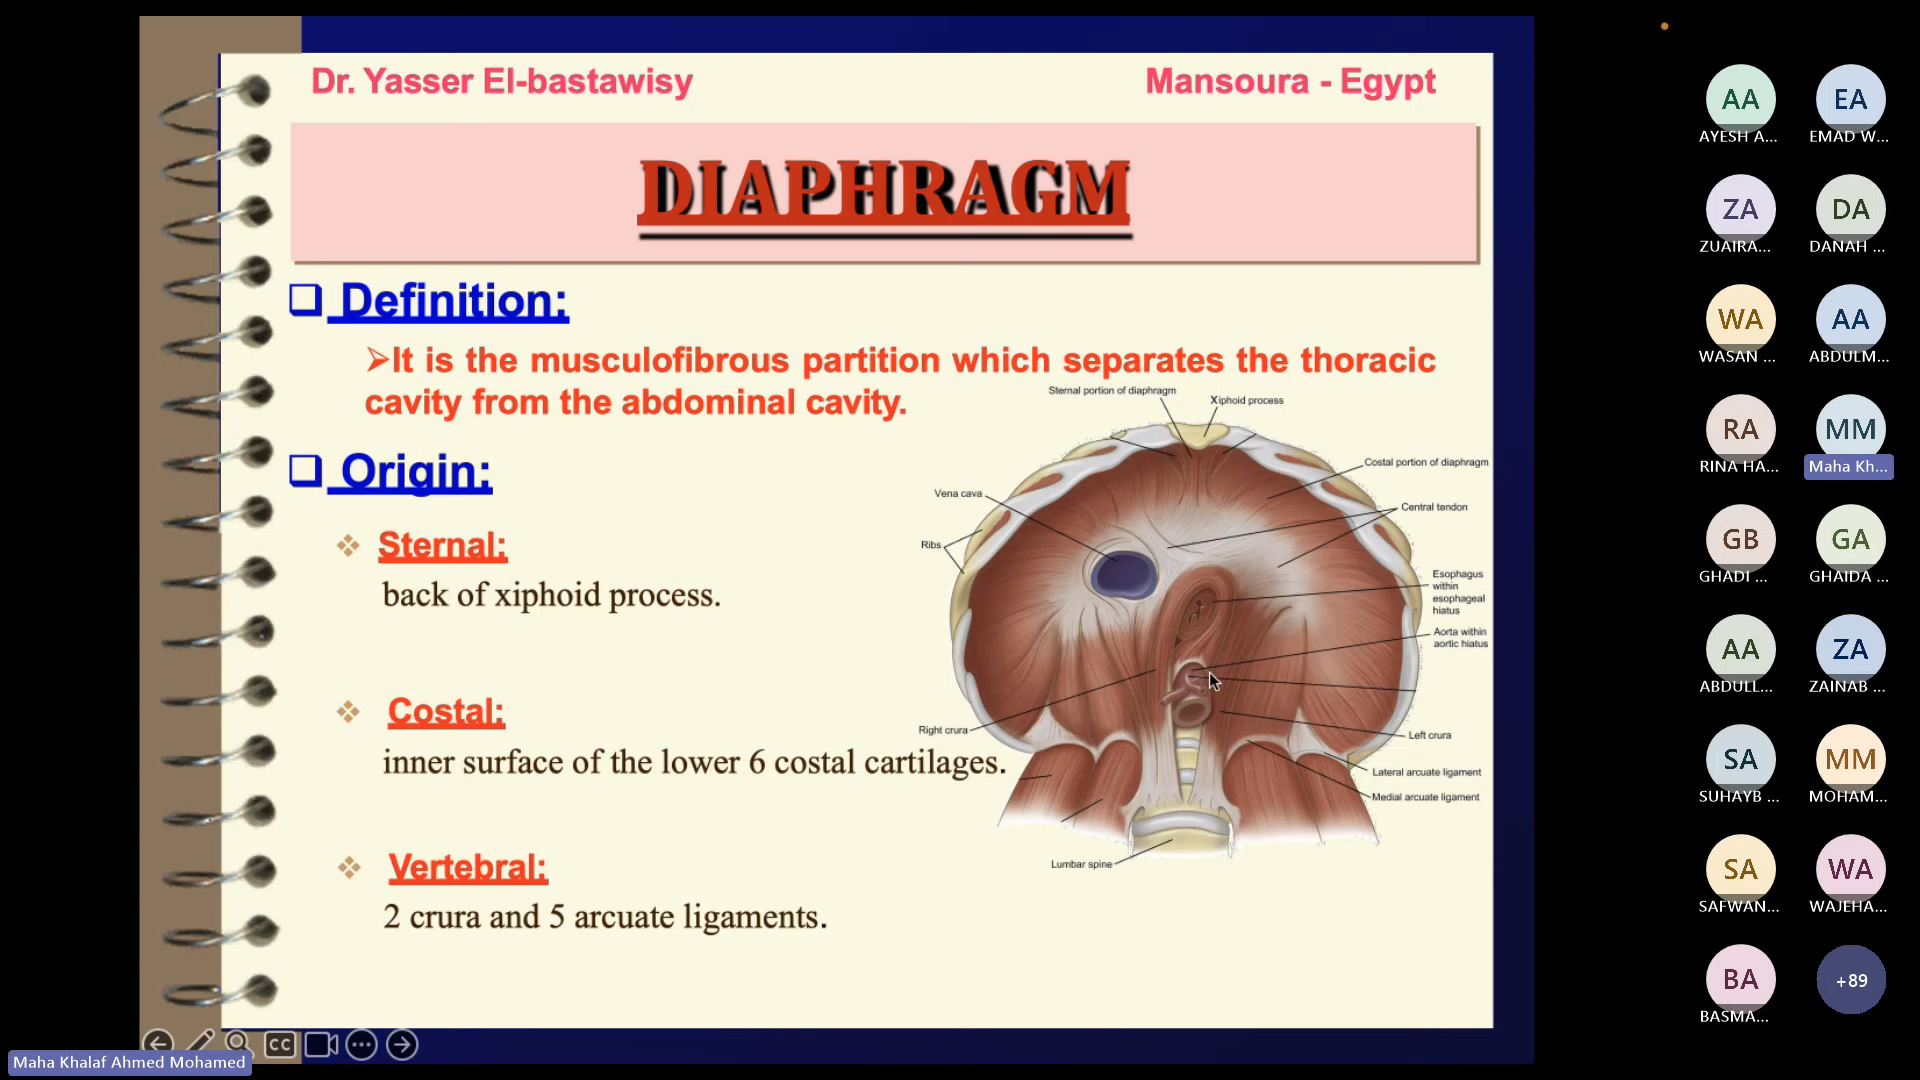 Dr. Yasser El-bastawisy
Mansoura - Egypt
DIAPHRAGM
Definition:
It is the musculofibrous partition which separates the thoracic
cavity from the abdominal cavity.
Origin:
Sternal:
back of xiphoid process.
Costal:
inner surface of the lower 6 costal cartilages.
Vertebral:
2 crura and 5 arcuate ligaments.
Sternal portion of diaphragm
Xiphoid process
Costal portion of diaphragm
Vena cava
Central tendon
Ribs
Esophagus
within
esophageal
hiatus
Aorta within
aortic hiatus
Right crura
Left crura
Lateral arcuate ligament
Medial arcuate ligament
Lumbar spine
CC
Maha Khalaf Ahmed Mohamed
AA
AYESH A...
EA
EMAD W...
ZA
ZUAIRA...
DA
DANAH ...
WA
WASAN ...
AA
ABDULM...
RA
RINA HA...
MM
Maha Kh...
GB
GHADI ...
GA
GHAIDA ...
AA
ABDULL...
ZA
ZAINAB ...
SA
SUHAYB ...
MM
MOHAM...
SA
SAFWAN...
WA
WAJEHA...
BA
BASMA...
+89